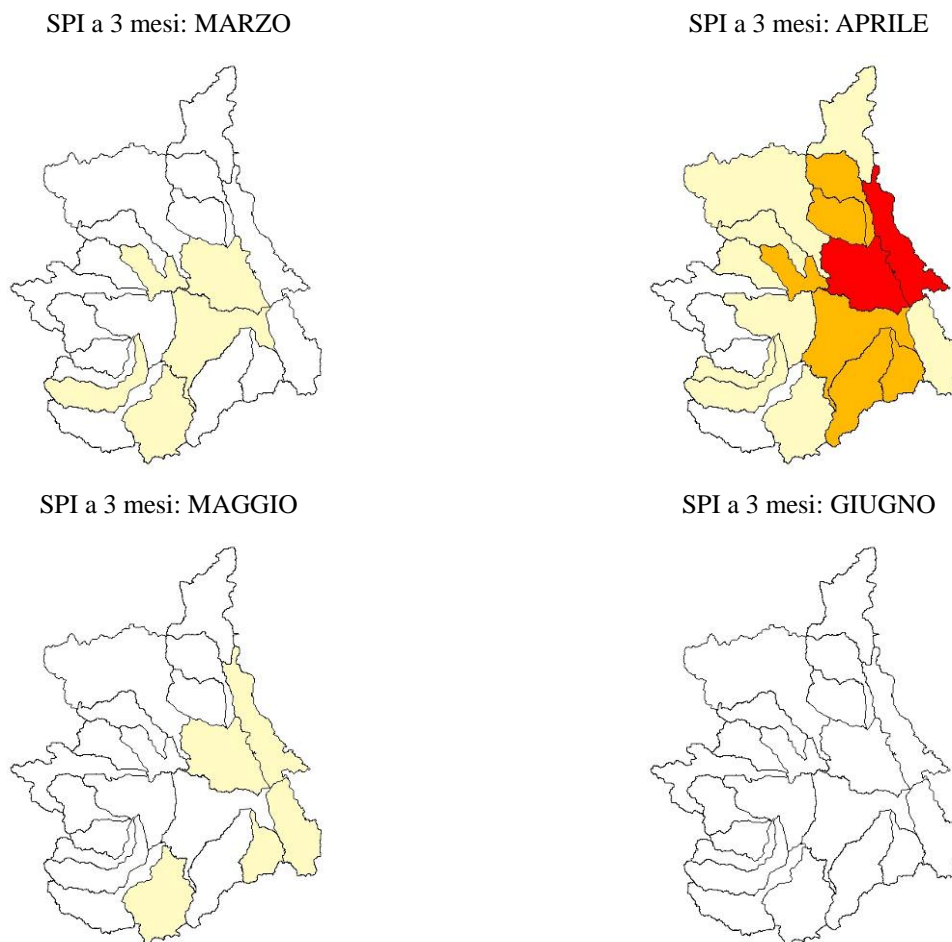 SPI a 3 mesi: MARZO
SPI a 3 mesi: APRILE
SPI a 3 mesi: MAGGIO
SPI a 3 mesi: GIUGNO